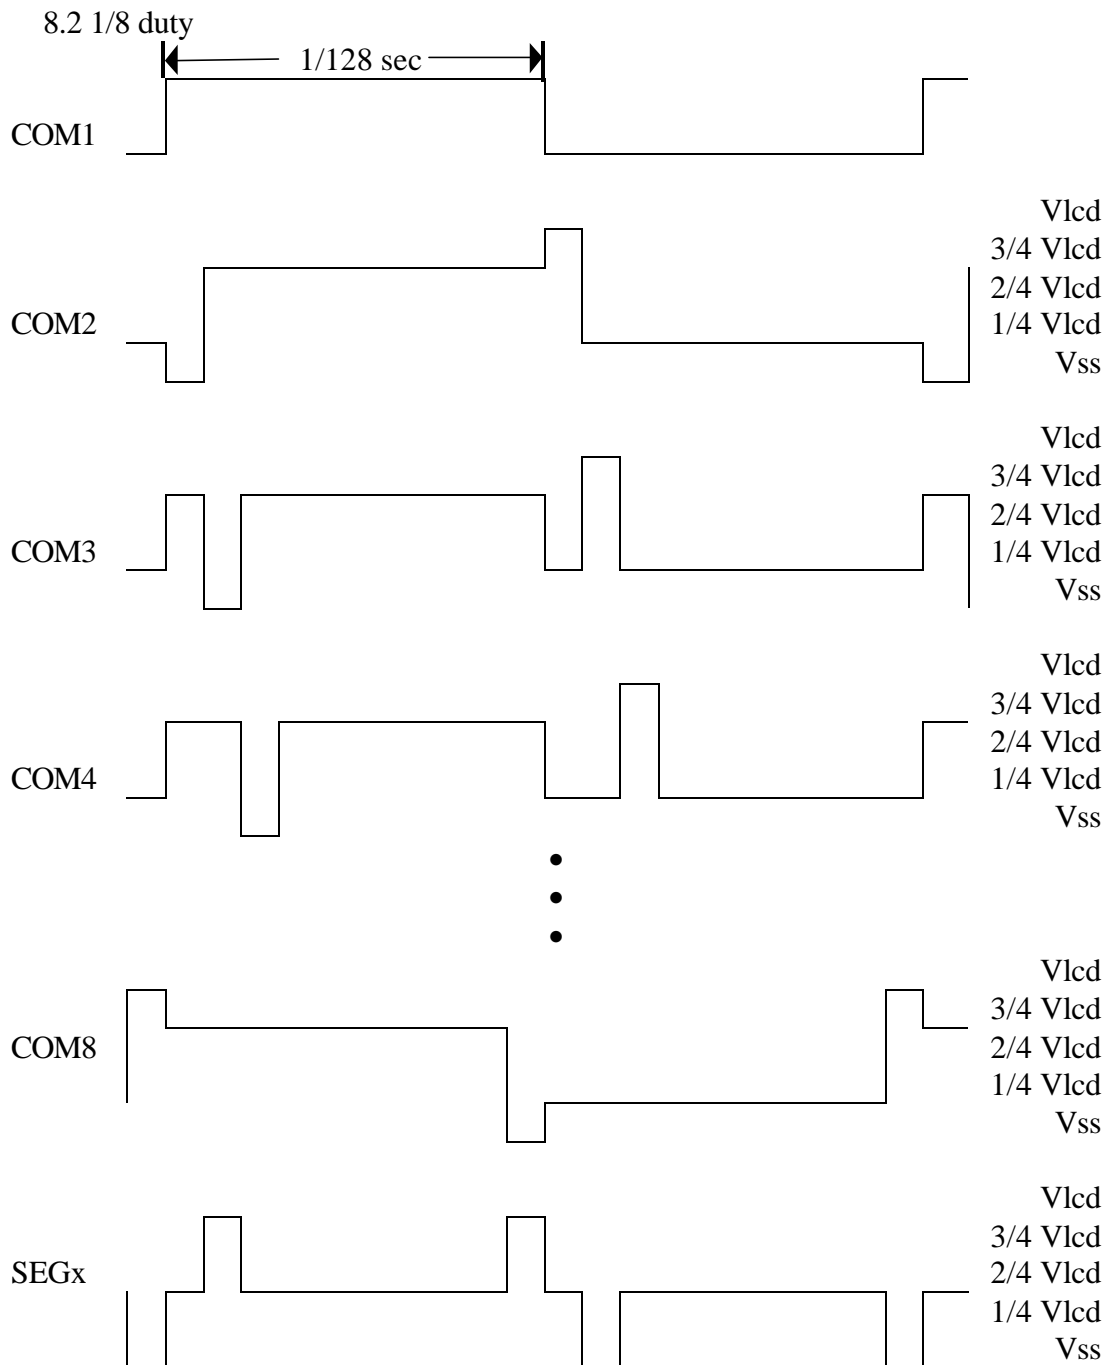 8.2 1/8 duty
1/128 sec
COM1
Vlcd
3/4 Vlcd
COM2
2/4 Vlcd
1/4 Vlcd
Vss
Vlcd
3/4 Vlcd
2/4 Vlcd
COM3
1/4 Vlcd
Vss
Vlcd
3/4 Vlcd
2/4 Vlcd
COM4
1/4 Vlcd
Vss
Vlcd
3/4 Vlcd
COM8
2/4 Vlcd
1/4 Vlcd
Vss
Vlcd
3/4 Vlcd
SEGx
2/4 Vlcd
1/4 Vlcd
Vss